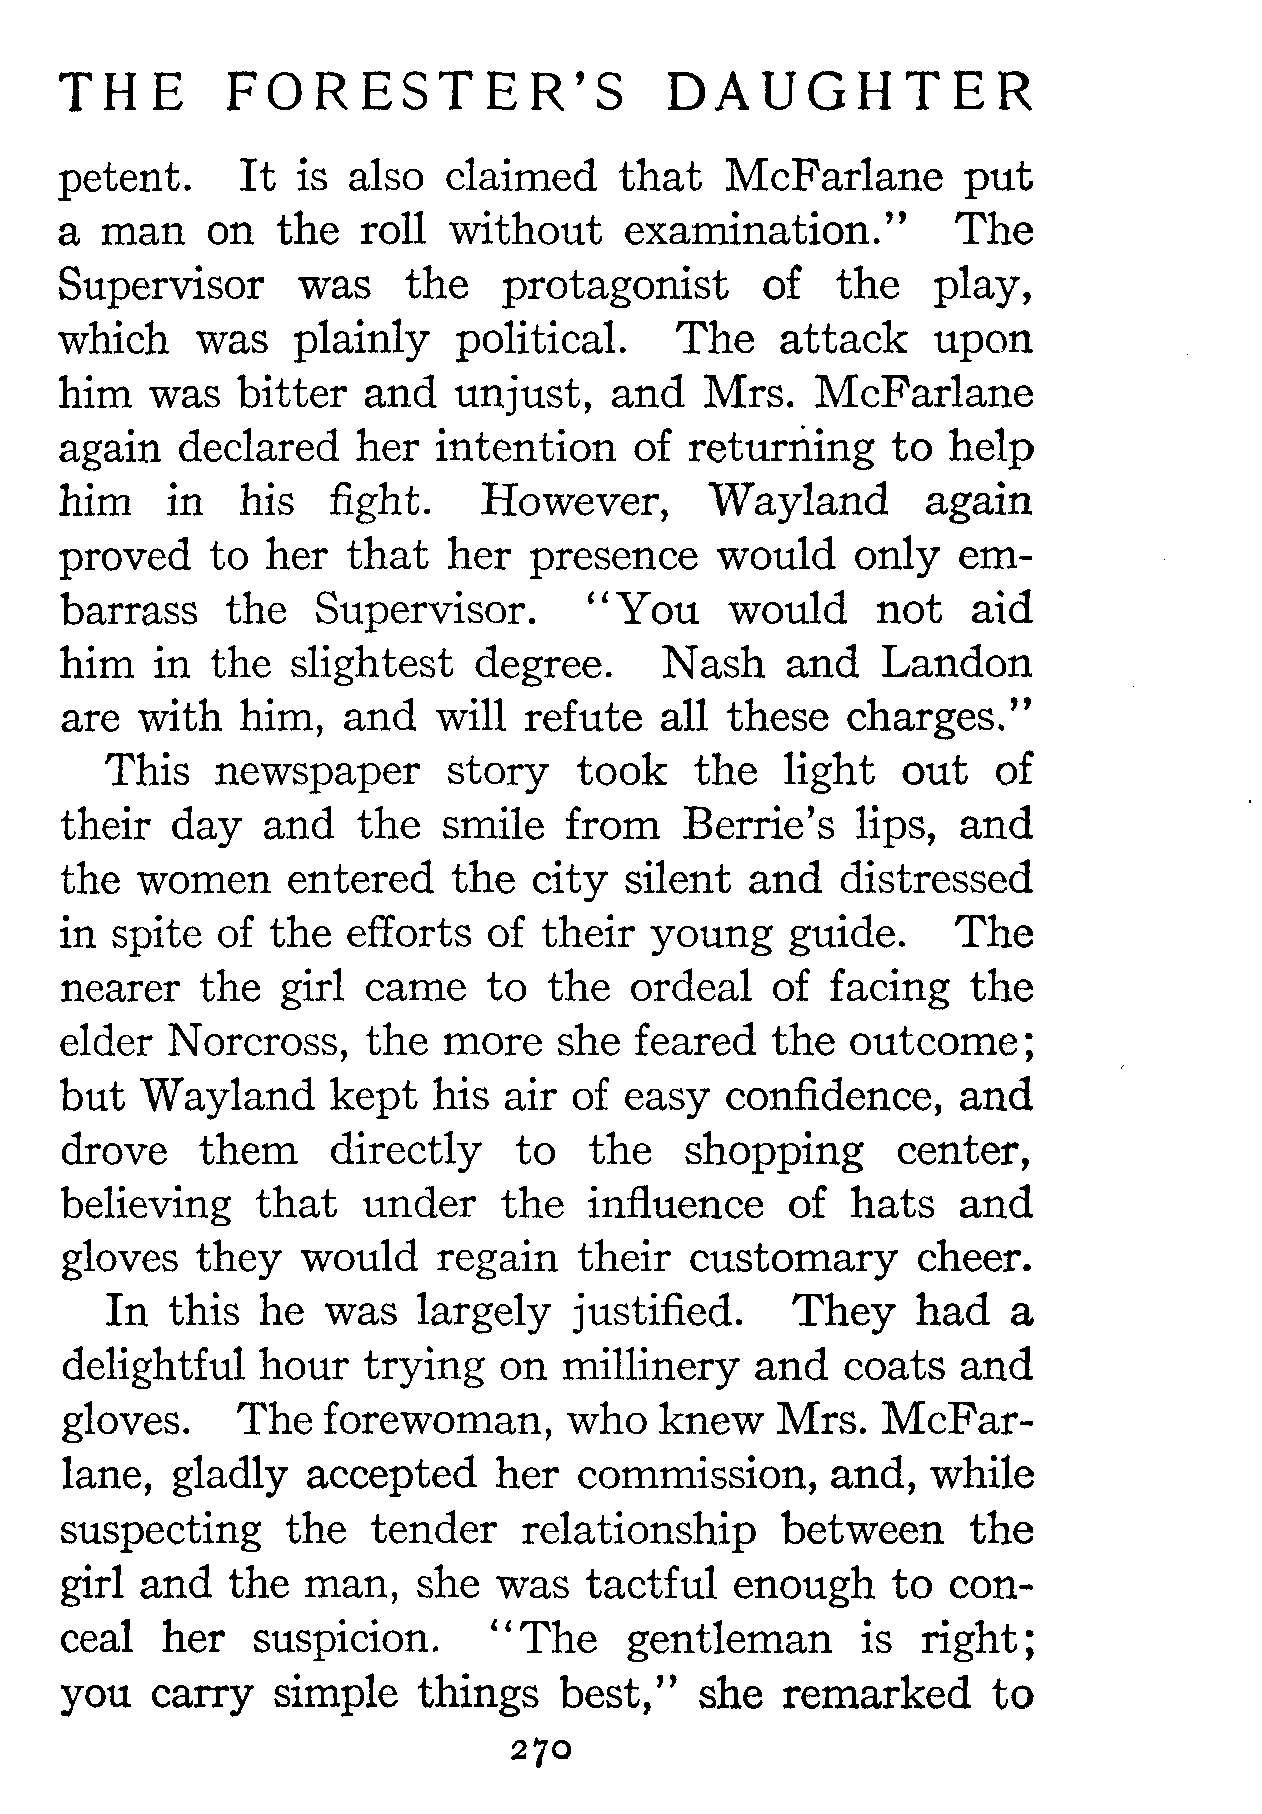 THE FORESTER'S DAUGHTER
petent. It is also claimed that McFarlane put
a man on the roll without examination." The
Supervisor was the protagonist of the play,
which was plainly political. The attack upon
him was bitter and unjust, and Mrs. McFarlane
again declared her intention of returning to help
him in his fight. However, Wayland again
proved to her that her presence would only em-
barrass the Supervisor. "You would not aid
him in the slightest degree. Nash and Landon
are with him, and will refute all these charges."
This newspaper story took the light out of
their day and the smile from Berrie's lips, and
the women entered the city silent and distressed
in spite of the efforts of their young guide. The
nearer the girl came to the ordeal of facing the
elder Norcross, the more she feared the outcome;
but Wayland kept his air of easy confidence, and
drove them directly to the shopping center,
believing that under the influence of hats and
gloves they would regain their customary cheer.
In this he was largely justified. They had a
delightful hour trying on millinery and coats and
gloves. The forewoman, who knew Mrs. McFar-
lane, gladly accepted her commission, and, while
suspecting the tender relationship between the
girl and the man, she was tactful enough to con-
ceal her suspicion. "The gentleman is right;
you carry simple things best," she remarked to
270